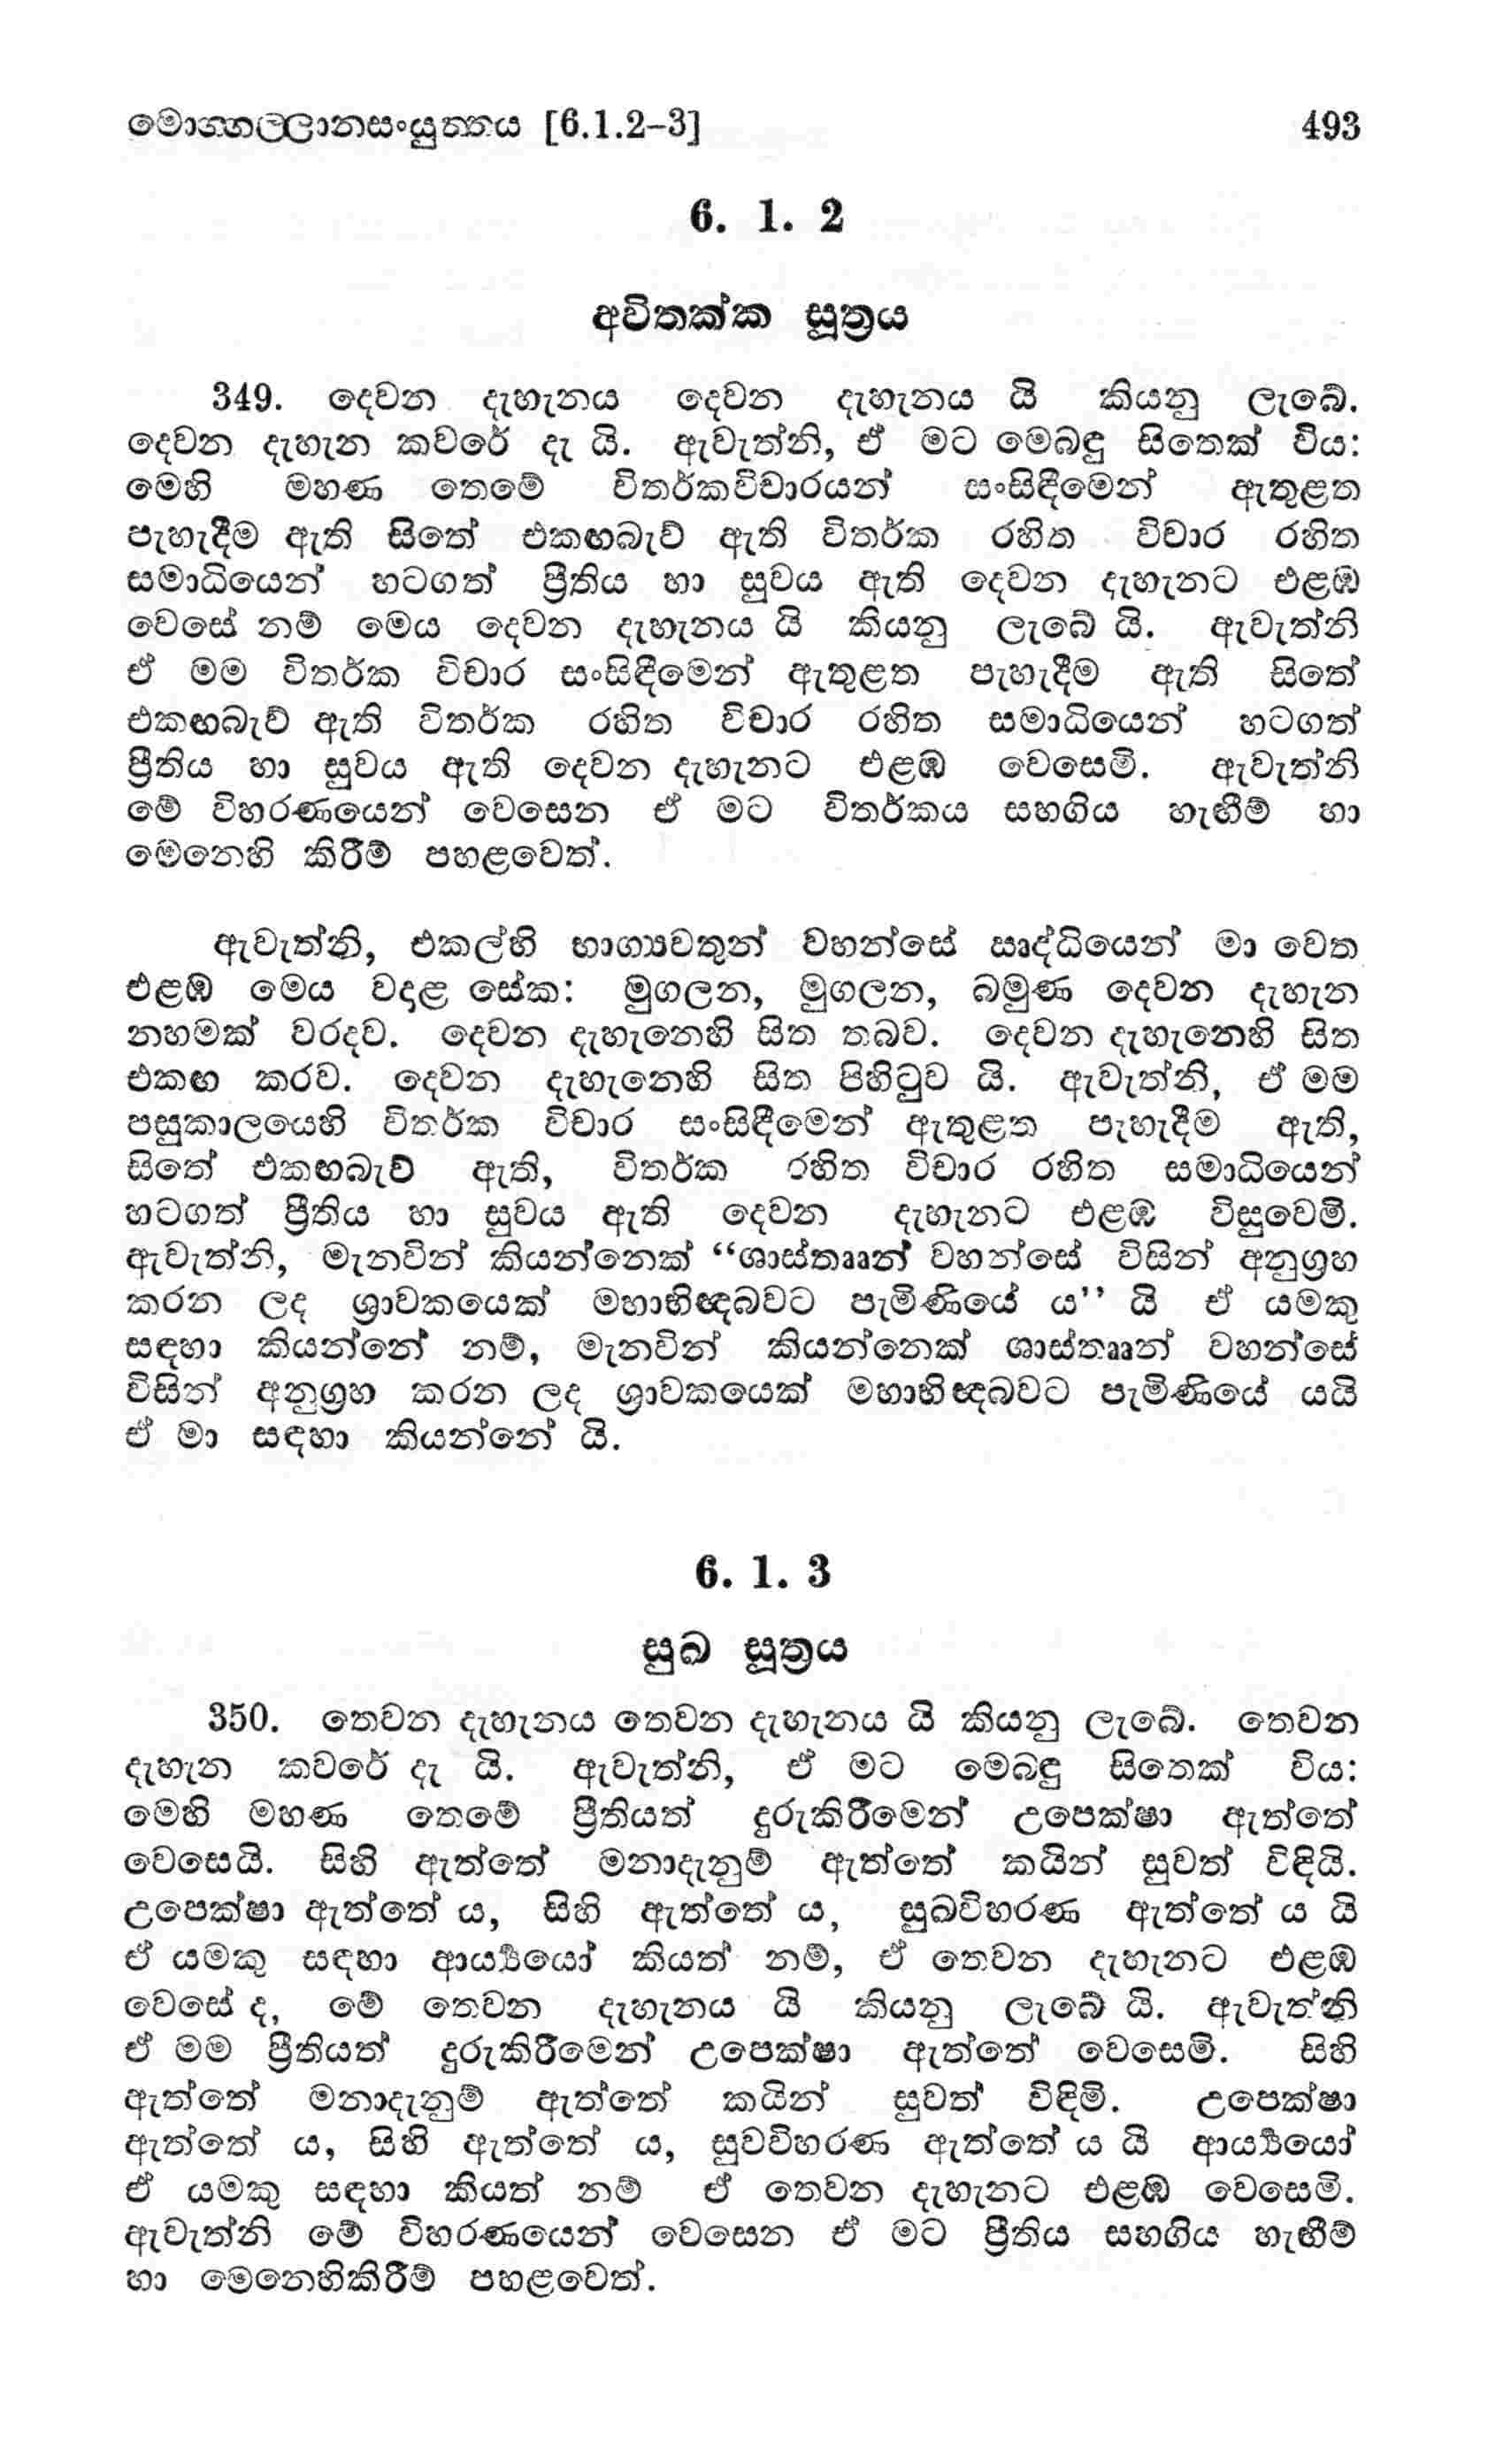 මොග්ගල්ලානසංයුත්තය [6.1.2-3] 493
6. 1. 2
අවිතක්ක සූත්‍රය
349. දෙවන දැහැනය දෙවන දැහැනය යි කියනු ලැබේ.
දෙවන දැහැන කවරේ දැ යි. ඇවැත්නි, ඒ මට මෙබඳු සිතෙක් විය:
මෙහි මහණ තෙමේ විතර්කවිචාරයන් සංසිඳීමෙන් ඇතුළත
පැහැදීම ඇති සිතේ එකඟබැව් ඇති විතර්ක රහිත විචාර රහිත
සමාධියෙන් හටගත් ප්‍රීතිය හා සුවය ඇති දෙවන දැහැනට එළඹ
වෙසේ නම් මෙය දෙවන දැහැනය යි කියනු ලැබේ යි. ඇවැත්නි
ඒ මම විතර්ක විචාර සංසිඳීමෙන් ඇතුළත පැහැදීම ඇති සිතේ
එකඟබැව් ඇති විතර්ක රහිත විචාර රහිත සමාධියෙන් හටගත්
ප්‍රීතිය හා සුවය ඇති දෙවන දැහැනට එළඹ වෙසෙමි. ඇවැත්නි
මේ විහරණයෙන් වෙසෙන ඒ මට විතර්කය සහගිය හැඟීම් හා
මෙනෙහි කිරීම් පහළවෙත්.
ඇවැත්නි, එකල්හි භාග්‍යවතුන් වහන්සේ ඍද්ධියෙන් මා වෙත
එළඹ මෙය වදාළ සේක: මුගලන, මුගලන, බමුණ දෙවන දැහැන
නහමක් වරදව. දෙවන දැහැනෙහි සිත තබව. දෙවන දැහැනෙහි සිත
එකඟ කරව. දෙවන දැහැනෙහි සිත පිහිටුව යි. ඇවැත්නි, ඒ මම
පසුකාලයෙහි විතර්ක විචාර සංසිඳීමෙන් ඇතුළත පැහැදීම ඇති,
සිතේ එකඟබැව් ඇති, විතර්ක රහිත විචාර රහිත සමාධියෙන්
හටගත් ප්‍රීතිය හා සුවය ඇති දෙවන දැහැනට එළඹ විසුවෙමි.
ඇවැත්නි, මැනවින් කියන්නෙක් “ශාස්තෲන් වහන්සේ විසින් අනුග්‍රහ
කරන ලද ශ්‍රාවකයෙක් මහාභිඥබවට පැමිණියේ ය” යි ඒ යමකු
සඳහා කියන්නේ නම්, මැනවින් කියන්නෙක් ශාස්තෲන් වහන්සේ
විසින් අනුග්‍රහ කරන ලද ශ්‍රාවකයෙක් මහාභිඥබවට පැමිණියේ යයි
ඒ මා සඳහා කියන්නේ යි.
6. 1. 3
සුඛ සූත්‍රය
350. තෙවන දැහැනය තෙවන දැහැනය යි කියනු ලැබේ. තෙවන
දැහැන කවරේ දැ යි. ඇවැත්නි, ඒ මට මෙබඳු සිතෙක් විය:
මෙහි මහණ තෙමේ ප්‍රීතියත් දුරුකිරීමෙන් උපෙක්ෂා ඇත්තේ
වෙසෙයි. සිහි ඇත්තේ මනාදැනුම් ඇත්තේ කයින් සුවත් විඳියි.
උපෙක්ෂා ඇත්තේ ය, සිහි ඇත්තේ ය, සුඛවිහරණ ඇත්තේ ය යි
ඒ යමකු සඳහා ආර්‍ය්‍යයෝ කියත් නම්, ඒ තෙවන දැහැනට එළඹ
වෙසේ ද, මේ තෙවන දැහැනය යි කියනු ලැබේ යි. ඇවැත්නි
ඒ මම ප්‍රීතියත් දුරුකිරීමෙන් උපෙක්ෂා ඇත්තේ වෙසෙමි. සිහි
ඇත්තේ මනාදැනුම් ඇත්තේ කයින් සුවත් විඳිමි. උපෙක්ෂා
ඇත්තේ ය, සිහි ඇත්තේ ය, සුවවිහරණ ඇත්තේ ය යි ආර්‍ය්‍යයෝ
ඒ යමකු සඳහා කියත් නම් ඒ තෙවන දැහැනට එළඹ වෙසෙමි.
ඇවැත්නි මේ විහරණයෙන් වෙසෙන ඒ මට ප්‍රීතිය සහගිය හැඟීම්
හා මෙනෙහිකිරීම් පහළවෙත්.